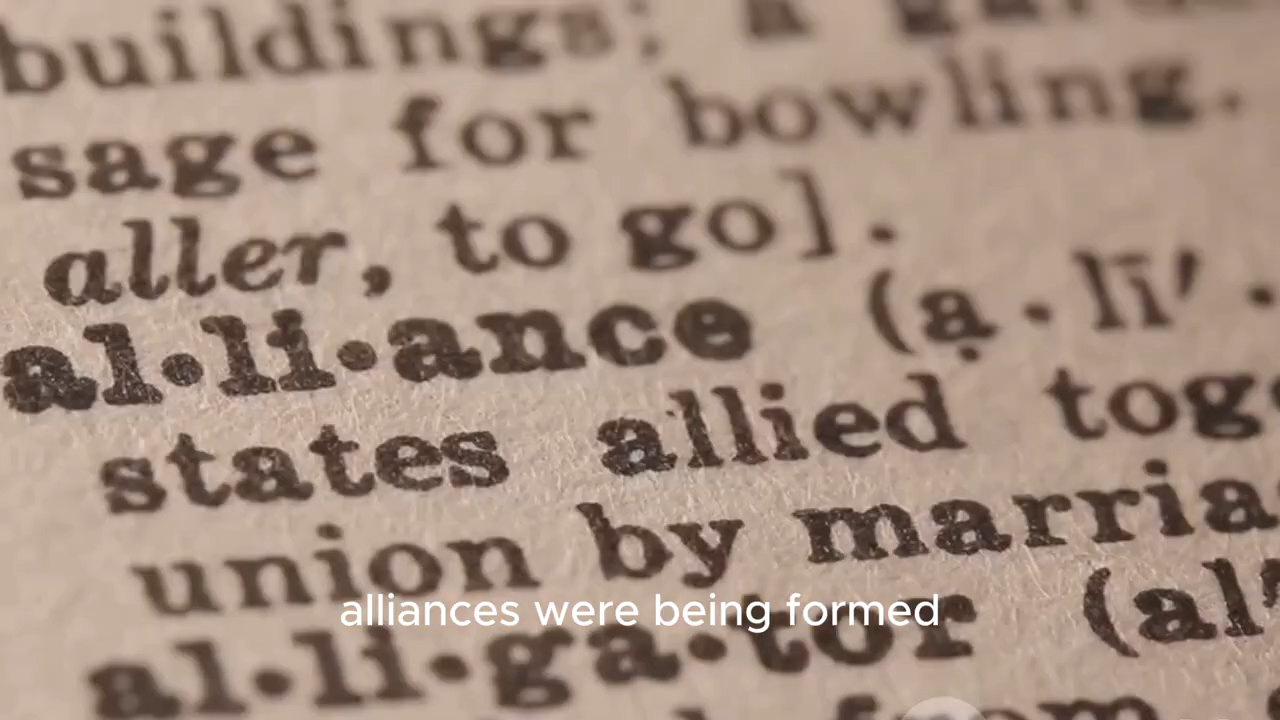 buildings; a
sage for bowling.
aller, to go].
al•li•ance (ạ•lī′•
states allied tog
union by marria
alliances were being formed
al•li•ga•tor (al′
from